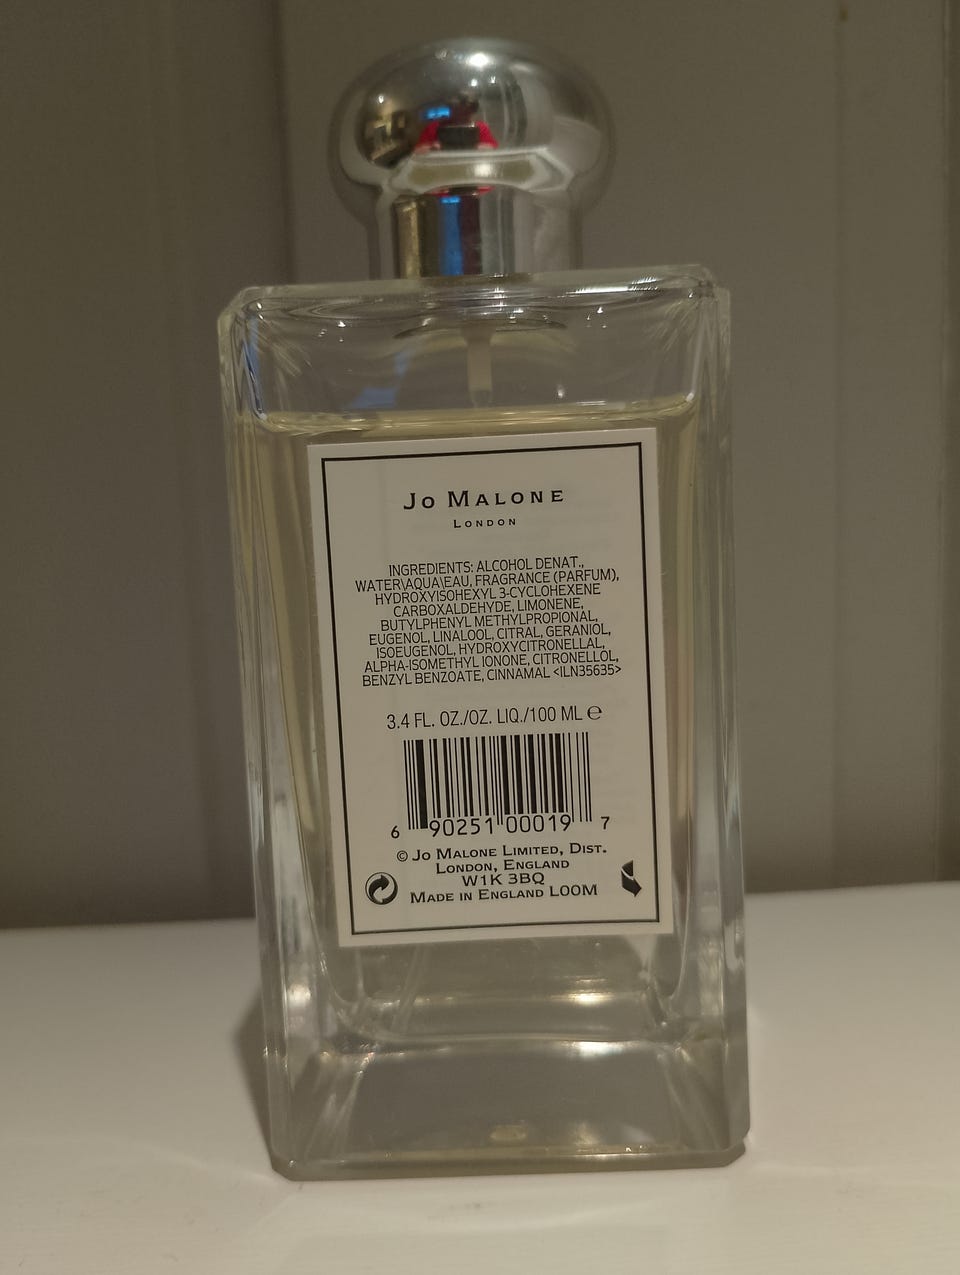 JO MALONE
LONDON
INGREDIENTS: ALCOHOL DENAT.,
WATER\AQUA\EAU, FRAGRANCE (PARFUM),
HYDROXYISOHEXYL 3-CYCLOHEXENE
CARBOXALDEHYDE, LIMONENE,
BUTYLPHENYL METHYLPROPIONAL,
EUGENOL, LINALOOL, CITRAL, GERANIOL,
ISOEUGENOL, HYDROXYCITRONELLAL,
ALPHA-ISOMETHYL IONONE, CITRONELLOL,
BENZYL BENZOATE, CINNAMAL <ILN35635>
3.4 FL. OZ./OZ. LIQ./100 ML ℮
6 90251 00019 7
© JO MALONE LIMITED, DIST.
LONDON, ENGLAND
W1K 3BQ
MADE IN ENGLAND LOOM